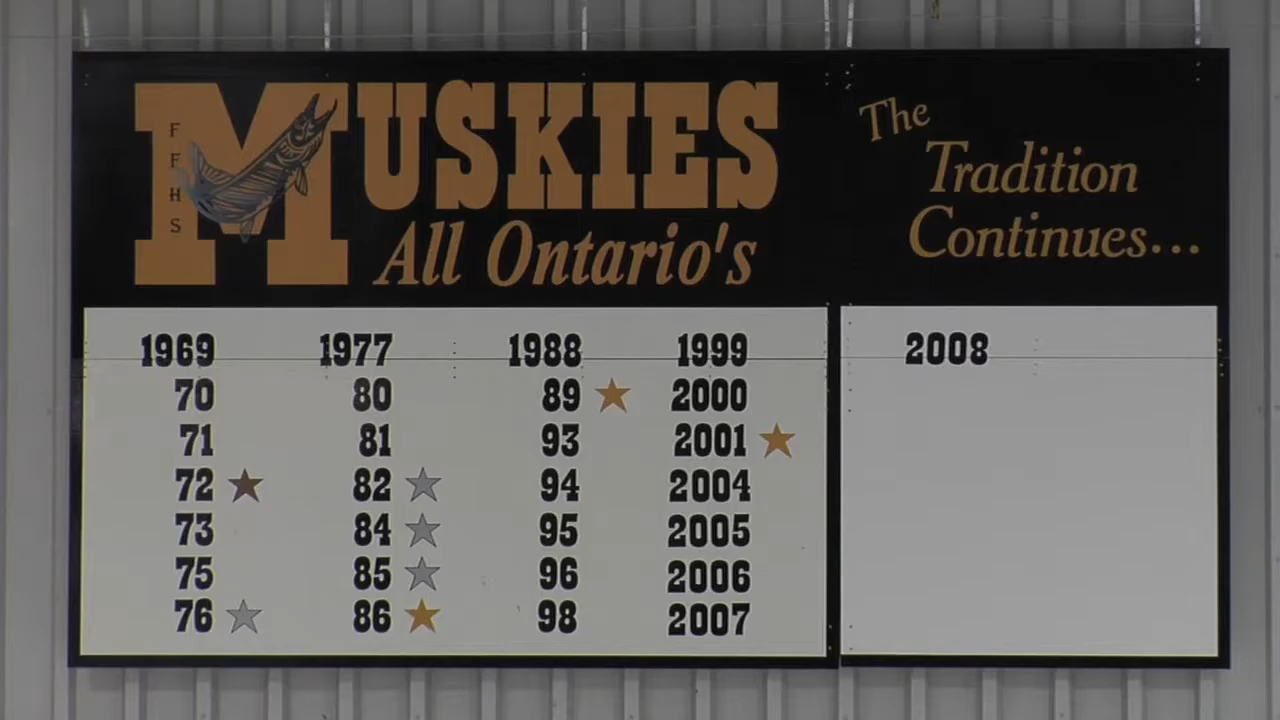 MUSKIES
FFHS
All Ontario's
The
Tradition
Continues...
1969 1977 1988 1999 2008
70 80 89 2000
71 81 93 2001
72 82 94 2004
73 84 95 2005
75 85 96 2006
76 86 98 2007